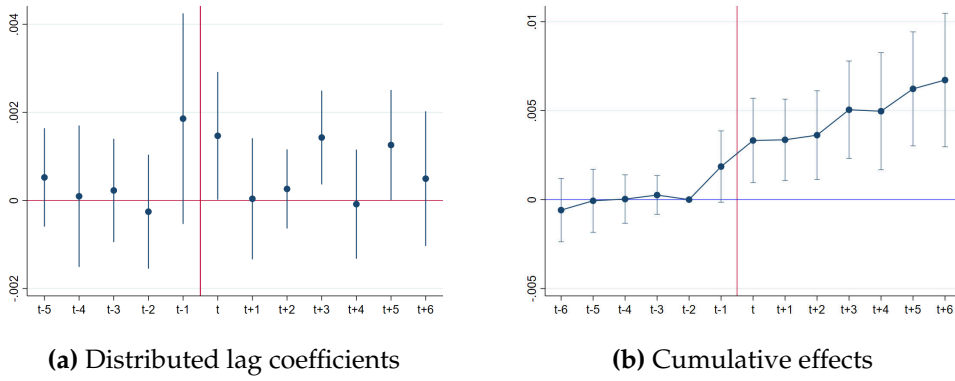 .004
.002
0
-.002
t-5 t-4 t-3 t-2 t-1 t t+1 t+2 t+3 t+4 t+5 t+6
(a) Distributed lag coefficients
.01
.005
0
-.005
t-6 t-5 t-4 t-3 t-2 t-1 t t+1 t+2 t+3 t+4 t+5 t+6
(b) Cumulative effects